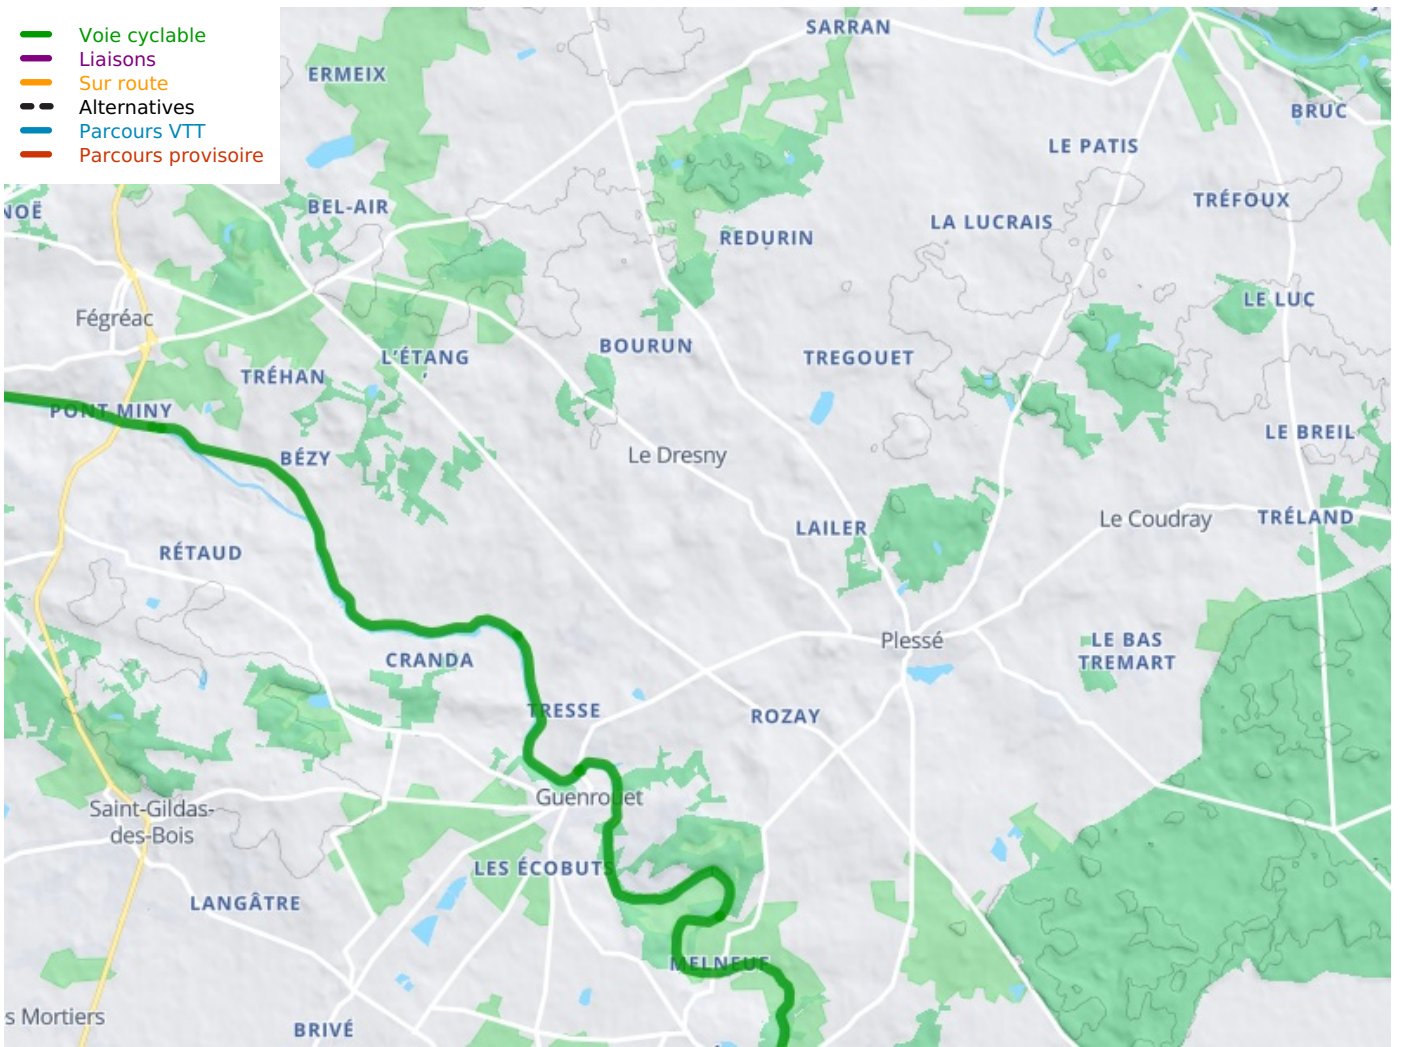 Voie cyclable
Liaisons
Sur route
Alternatives
Parcours VTT
Parcours provisoire
SARRAN
ERMEIX
BRUC
LE PATIS
NOË
BEL-AIR
TRÉFOUX
LA LUCRAIS
REDURIN
LE LUC
Fégréac
BOURUN
L'ÉTANG
TREGOUET
TRÉHAN
PONT MINY
LE BREIL
BÉZY
Le Dresny
LAILER
Le Coudray
TRÉLAND
RÉTAUD
Plessé
LE BAS
TREMART
CRANDA
TRESSE
ROZAY
Guenrouet
Saint-Gildas-
des-Bois
LES ÉCOBUTS
LANGÂTRE
MELNEUF
s Mortiers
BRIVÉ